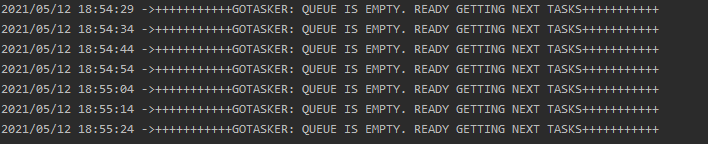 2021/05/12 18:54:29 ->+++++++++++GOTASKER: QUEUE IS EMPTY. READY GETTING NEXT TASKS+++++++++++
2021/05/12 18:54:34 ->+++++++++++GOTASKER: QUEUE IS EMPTY. READY GETTING NEXT TASKS+++++++++++
2021/05/12 18:54:44 ->+++++++++++GOTASKER: QUEUE IS EMPTY. READY GETTING NEXT TASKS+++++++++++
2021/05/12 18:54:54 ->+++++++++++GOTASKER: QUEUE IS EMPTY. READY GETTING NEXT TASKS+++++++++++
2021/05/12 18:55:04 ->+++++++++++GOTASKER: QUEUE IS EMPTY. READY GETTING NEXT TASKS+++++++++++
2021/05/12 18:55:14 ->+++++++++++GOTASKER: QUEUE IS EMPTY. READY GETTING NEXT TASKS+++++++++++
2021/05/12 18:55:24 ->+++++++++++GOTASKER: QUEUE IS EMPTY. READY GETTING NEXT TASKS+++++++++++